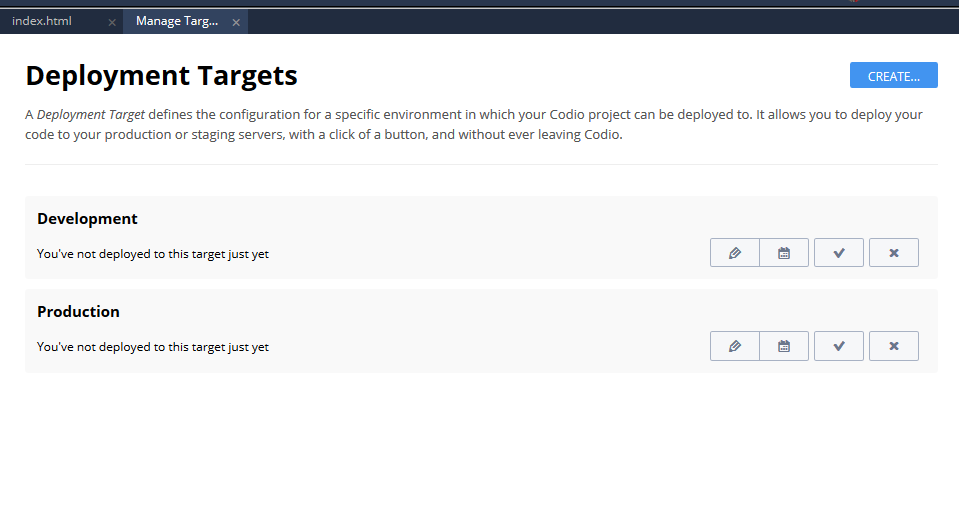 index.html
Manage Targ...
Deployment Targets
CREATE...
A Deployment Target defines the configuration for a specific environment in which your Codio project can be deployed to. It allows you to deploy your
code to your production or staging servers, with a click of a button, and without ever leaving Codio.
Development
You've not deployed to this target just yet
Production
You've not deployed to this target just yet